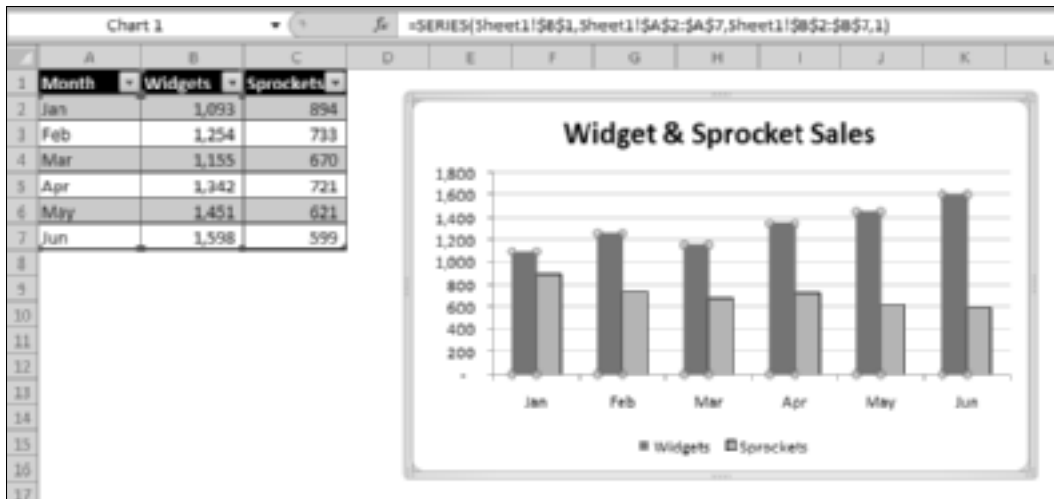 Chart 1 fx =SERIES(Sheet1!$B$1,Sheet1!$A$2:$A$7,Sheet1!$B$2:$B$7,1)
A B C D E F G H I J K L
1 Month Widgets Sprockets
2 Jan 1,093 894
3 Feb 1,254 733
4 Mar 1,155 670
5 Apr 1,342 721
6 May 1,451 621
7 Jun 1,598 599
8
9
10
11
12
13
14
15
16
17
Widget & Sprocket Sales
1,800
1,600
1,400
1,200
1,000
800
600
400
200
-
Jan Feb Mar Apr May Jun
Widgets Sprockets